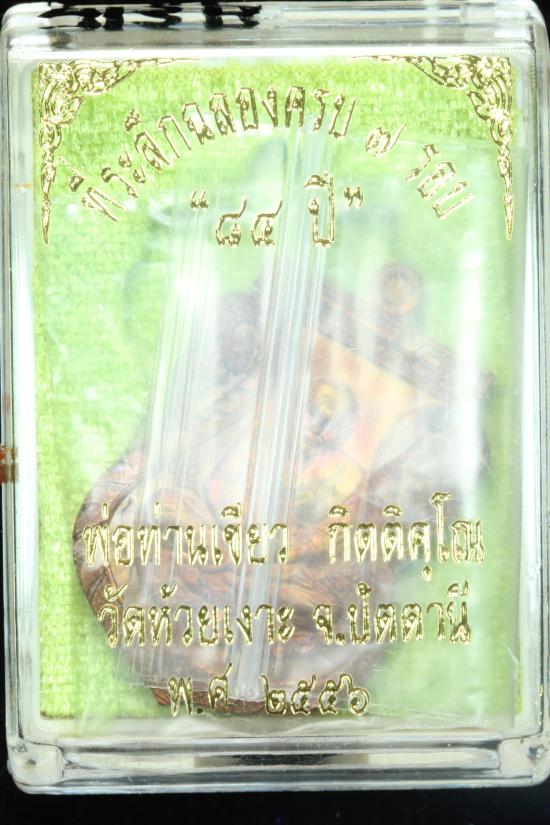 ที่ระลึกฉลองครบ ๗ รอบ
"๘๔ ปี"
พ่อท่านเขียว กิตติคุโณ
วัดห้วยเงาะ จ.ปัตตานี
พ.ศ ๒๕๕๖